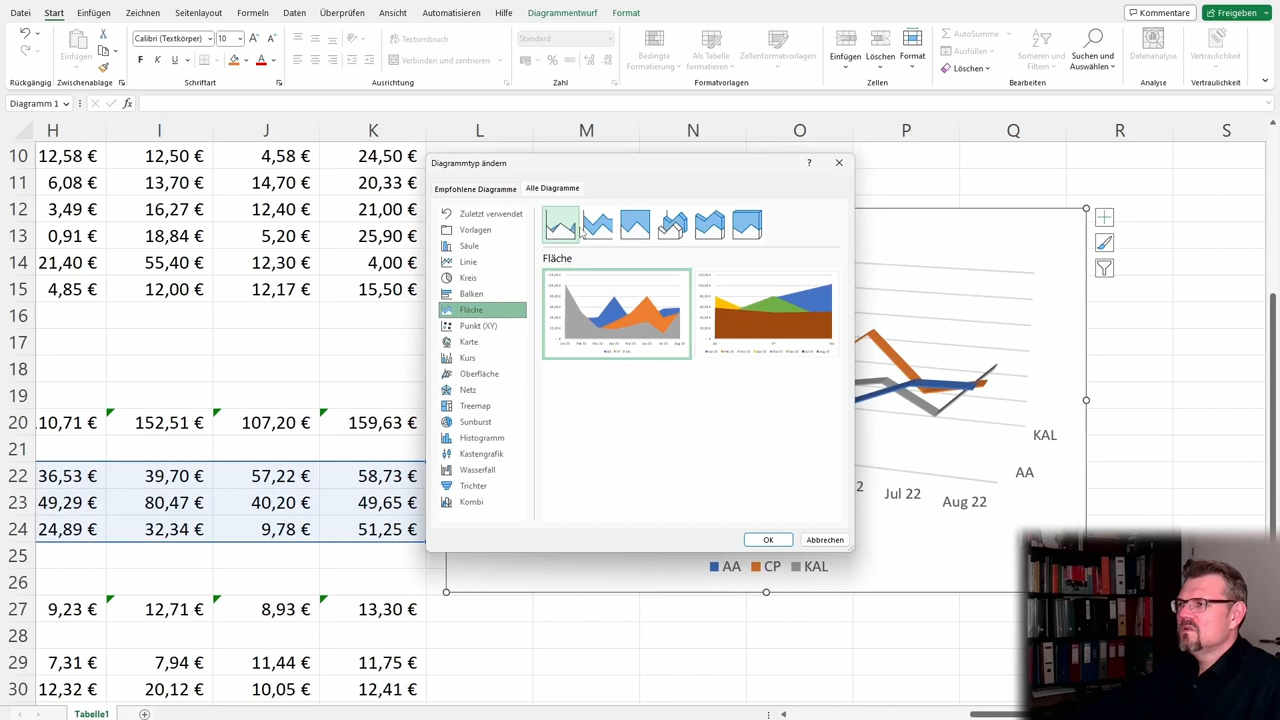 Datei Start Einfügen Zeichnen Seitenlayout Formeln Daten Überprüfen Ansicht Automatisieren Hilfe Diagrammentwurf Format Kommentare Freigeben
Calibri (Textkörper) 10 Textumbruch Standard AutoSumme
Einfügen Bedingte Als Tabelle Zellenformatvorlagen Einfügen Löschen Format Ausfüllen Sortieren Suchen und Datenanalyse Vertraulichkeit
F K U Verbinden und zentrieren Formatierung formatieren Löschen und Filtern Auswählen
Rückgängig Zwischenablage Schriftart Ausrichtung Zahl Formatvorlagen Zellen Bearbeiten Analyse Vertraulichkeit
Diagramm 1 fx
H I J K L M N O P Q R S
10 12,58 € 12,50 € 4,58 € 24,50 €
11 6,08 € 13,70 € 14,70 € 20,33 €
12 3,49 € 16,27 € 12,40 € 21,00 €
13 0,91 € 18,84 € 5,20 € 25,90 €
14 21,40 € 55,40 € 12,30 € 4,00 €
15 4,85 € 12,00 € 12,17 € 15,50 €
16
17
18
19
20 10,71 € 152,51 € 107,20 € 159,63 €
21
22 36,53 € 39,70 € 57,22 € 58,73 €
23 49,29 € 80,47 € 40,20 € 49,65 €
24 24,89 € 32,34 € 9,78 € 51,25 €
25
26
27 9,23 € 12,71 € 8,93 € 13,30 €
28
29 7,31 € 7,94 € 11,44 € 11,75 €
30 12,32 € 20,12 € 10,05 € 12,41 €
Diagrammtyp ändern ?
Empfohlene Diagramme Alle Diagramme
Zuletzt verwendet
Vorlagen
Säule
Linie
Kreis
Balken
Fläche
Punkt (XY)
Karte
Kurs
Oberfläche
Netz
Treemap
Sunburst
Histogramm
Kastengrafik
Wasserfall
Trichter
Kombi
Fläche
OK Abbrechen
KAL
AA
2 Jul 22 Aug 22
AA CP KAL
Tabelle1